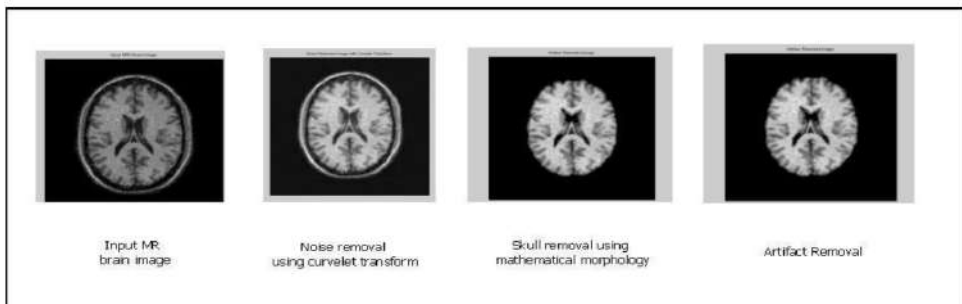 Input MR
brain image
Noise removal
using curvelet transform
Skull removal using
mathematical morphology
Artifact Removal